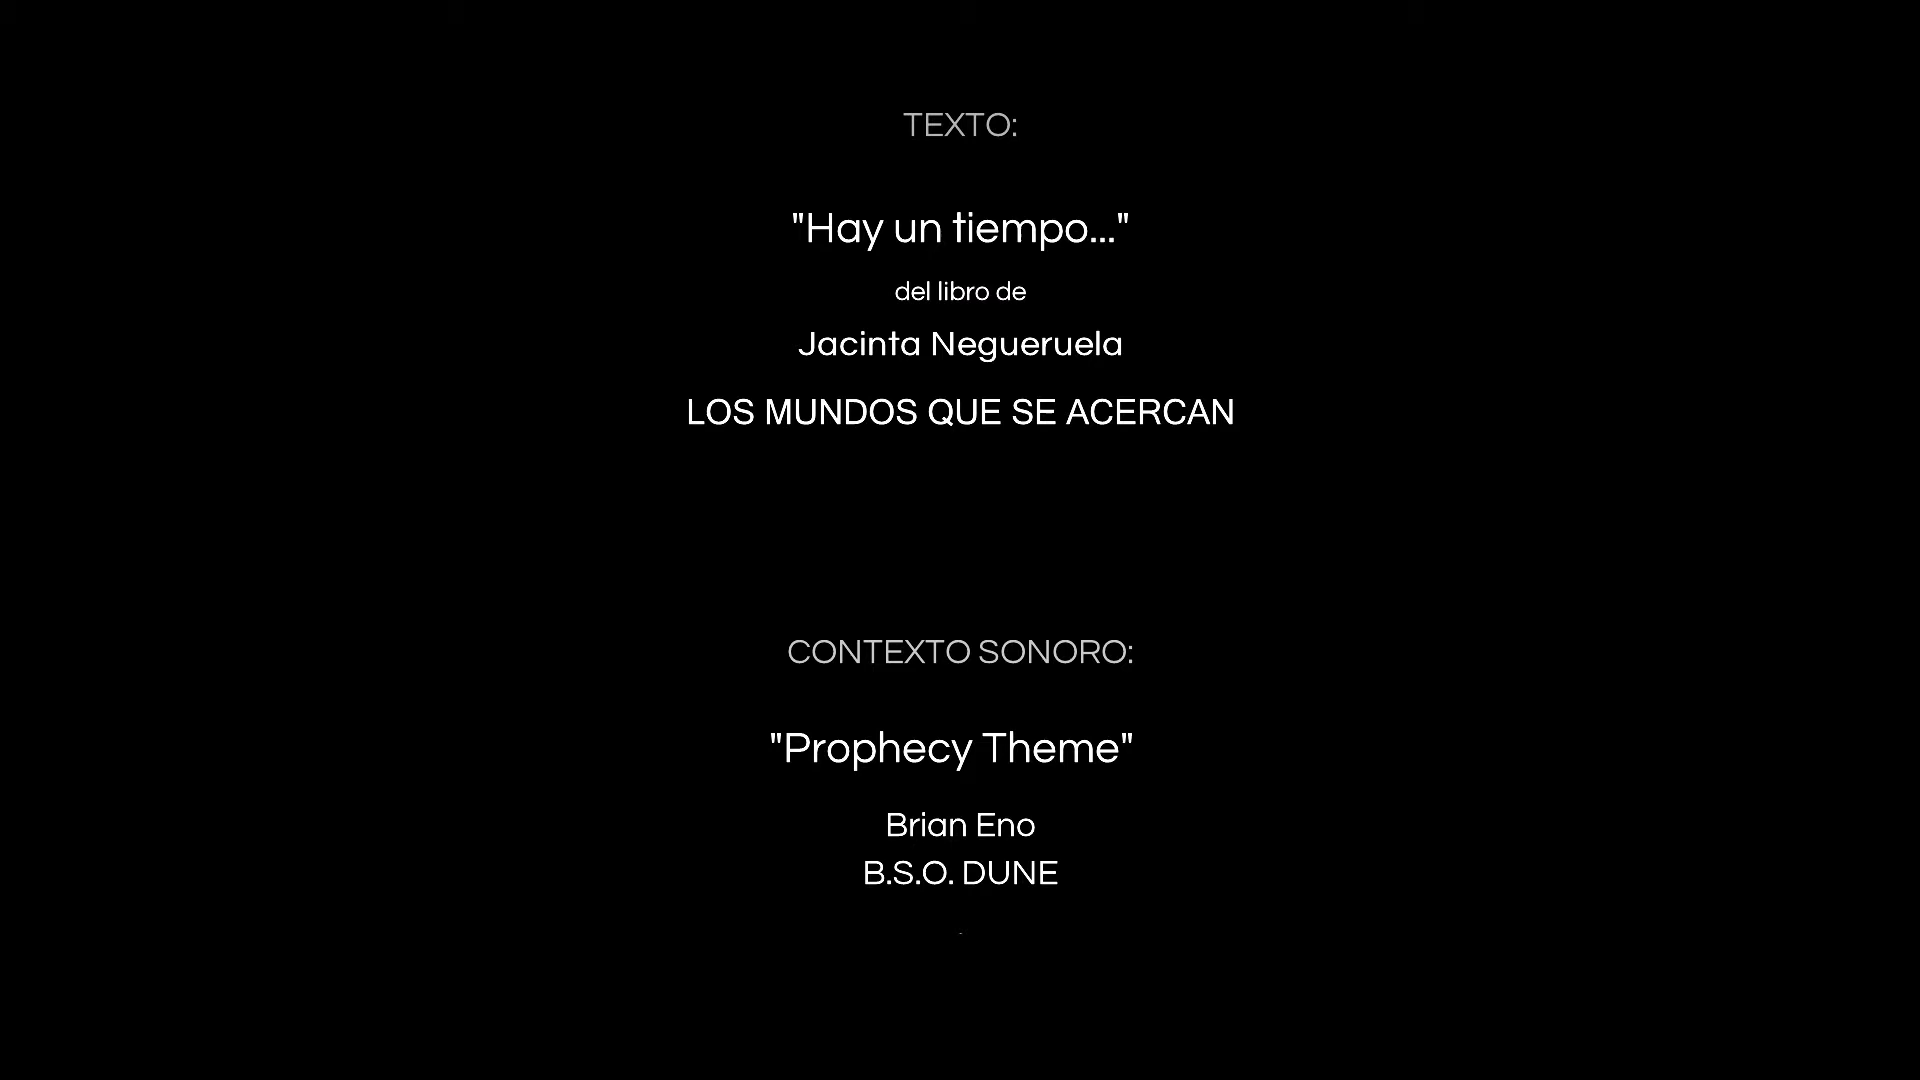 TEXTO:
"Hay un tiempo..."
del libro de
Jacinta Negueruela
LOS MUNDOS QUE SE ACERCAN
CONTEXTO SONORO:
"Prophecy Theme"
Brian Eno
B.S.O. DUNE